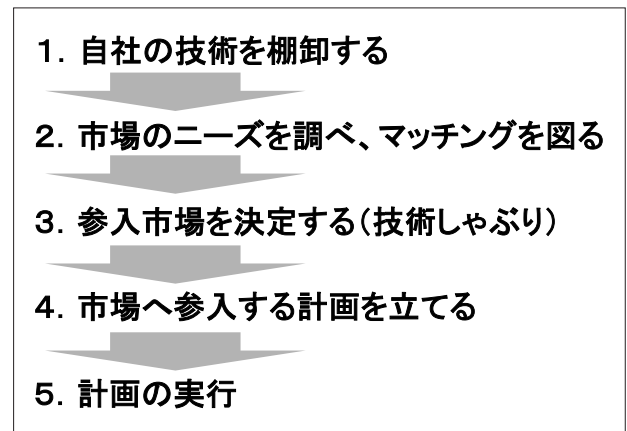 1．自社の技術を棚卸する
2．市場のニーズを調べ、マッチングを図る
3．参入市場を決定する（技術しゃぶり）
4．市場へ参入する計画を立てる
5．計画の実行